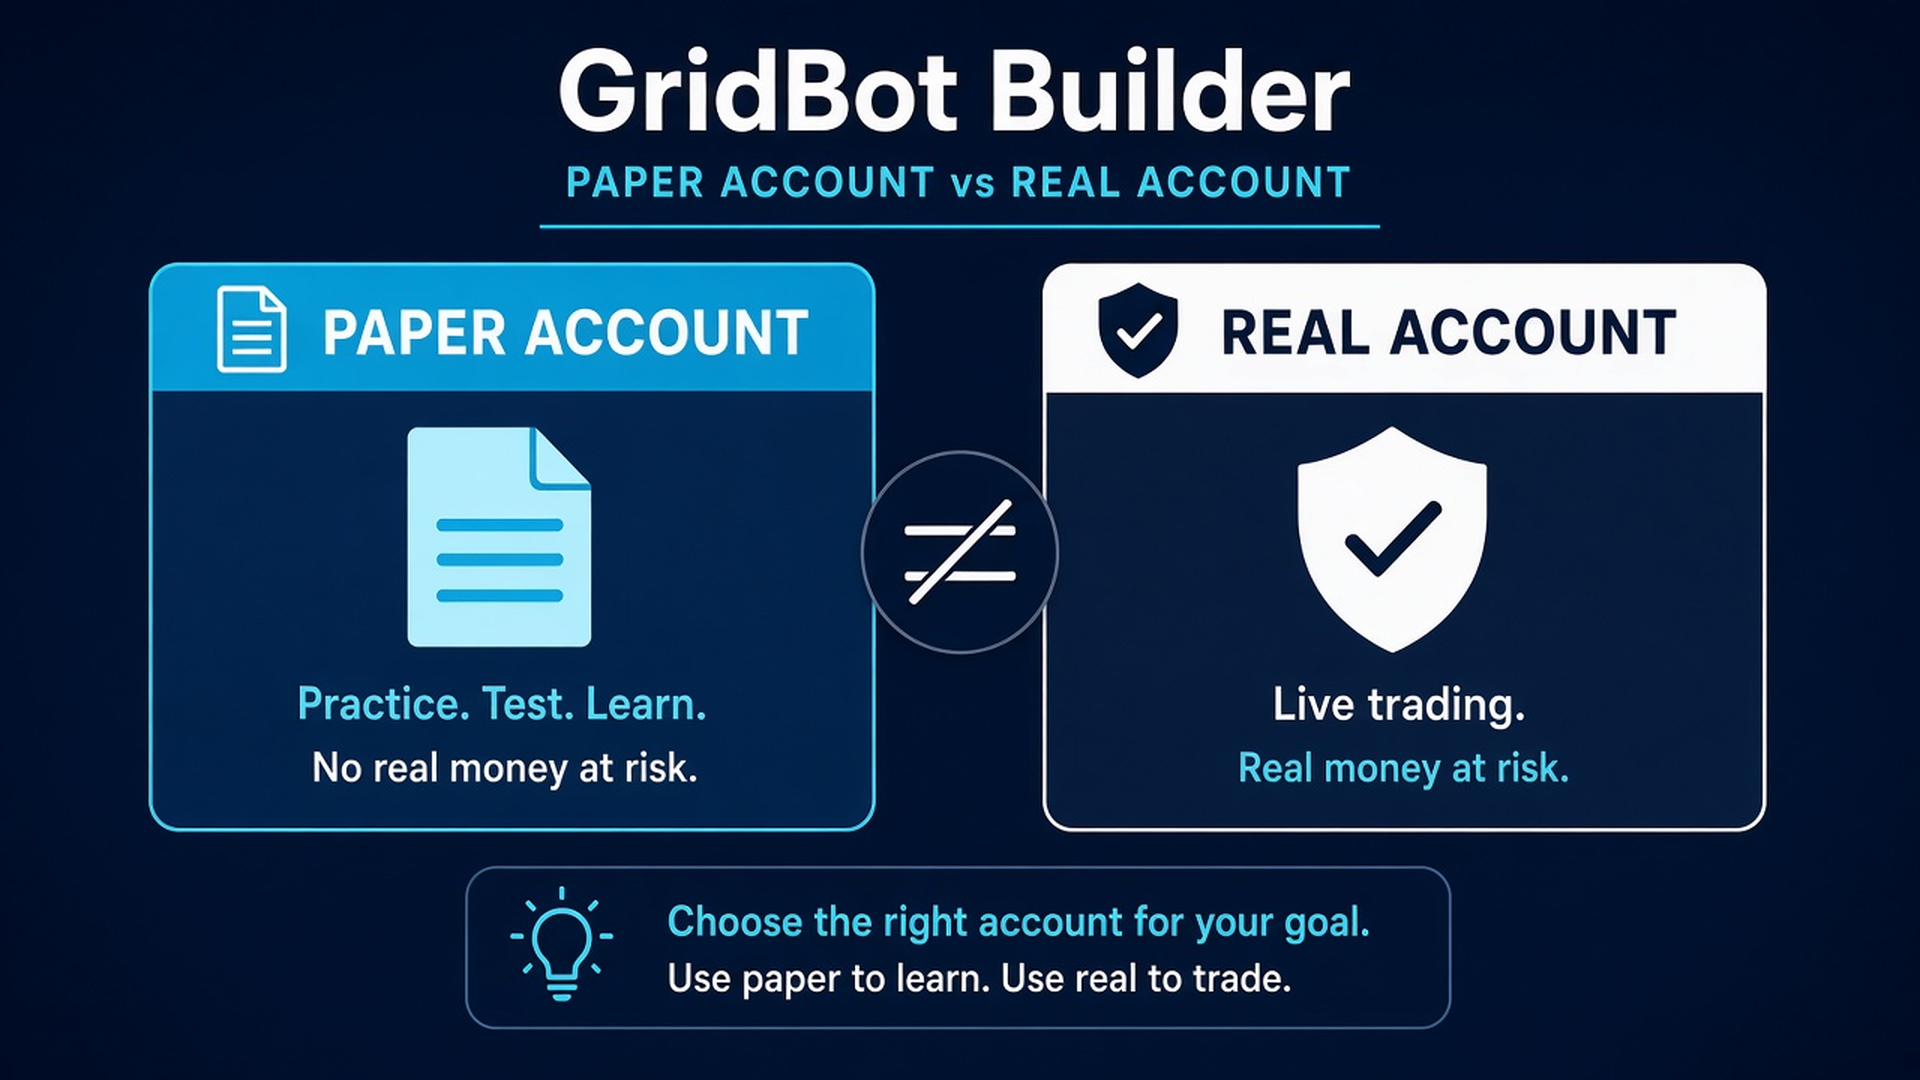 GridBot Builder
PAPER ACCOUNT vs REAL ACCOUNT
PAPER ACCOUNT
Practice. Test. Learn.
No real money at risk.
REAL ACCOUNT
Live trading.
Real money at risk.
Choose the right account for your goal.
Use paper to learn. Use real to trade.